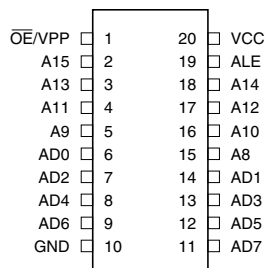 O̅E̅/VPP 1 20 VCC
A15 2 19 ALE
A13 3 18 A14
A11 4 17 A12
A9 5 16 A10
AD0 6 15 A8
AD2 7 14 AD1
AD4 8 13 AD3
AD6 9 12 AD5
GND 10 11 AD7